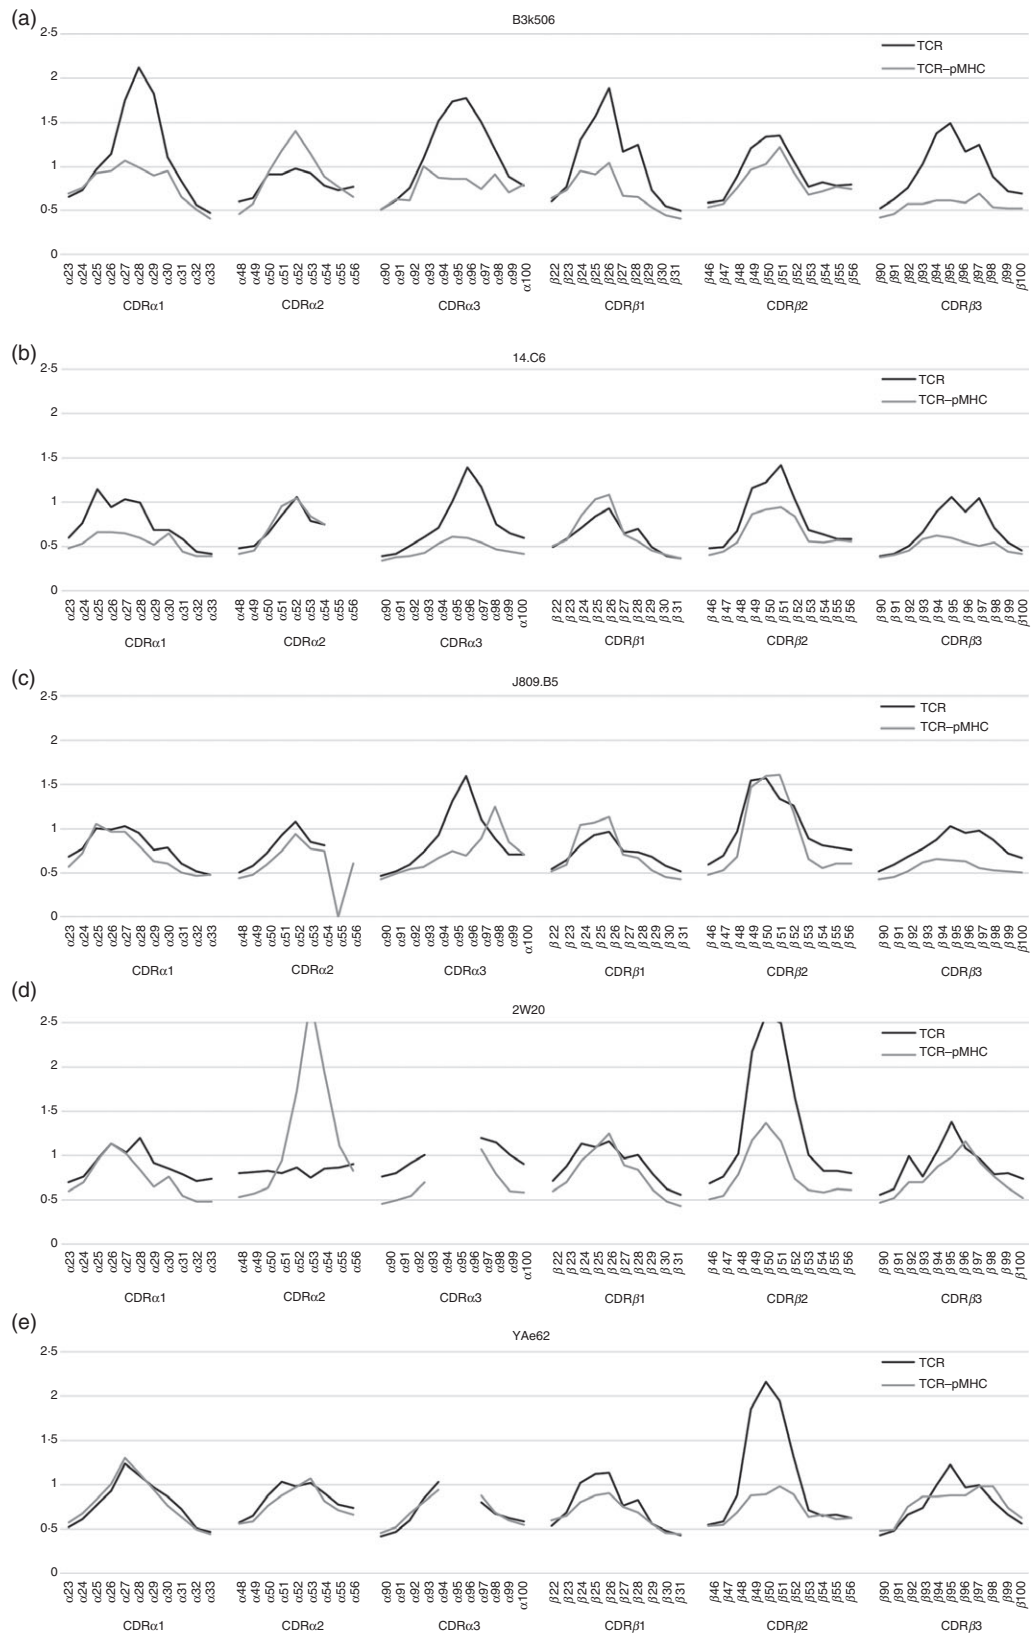 (a)
B3k506
2·5
2
1·5
1
0·5
0
TCR
TCR–pMHC
α23 α24 α25 α26 α27 α28 α29 α30 α31 α32 α33 α48 α49 α50 α51 α52 α53 α54 α55 α56 α90 α91 α92 α93 α94 α95 α96 α97 α98 α99 α100 β22 β23 β24 β25 β26 β27 β28 β29 β30 β31 β46 β47 β48 β49 β50 β51 β52 β53 β54 β55 β56 β90 β91 β92 β93 β94 β95 β96 β97 β98 β99 β100
CDRα1 CDRα2 CDRα3 CDRβ1 CDRβ2 CDRβ3
(b)
14.C6
2·5
2
1·5
1
0·5
0
TCR
TCR–pMHC
α23 α24 α25 α26 α27 α28 α29 α30 α31 α32 α33 α48 α49 α50 α51 α52 α53 α54 α55 α56 α90 α91 α92 α93 α94 α95 α96 α97 α98 α99 α100 β22 β23 β24 β25 β26 β27 β28 β29 β30 β31 β46 β47 β48 β49 β50 β51 β52 β53 β54 β55 β56 β90 β91 β92 β93 β94 β95 β96 β97 β98 β99 β100
CDRα1 CDRα2 CDRα3 CDRβ1 CDRβ2 CDRβ3
(c)
J809.B5
2·5
2
1·5
1
0·5
0
TCR
TCR–pMHC
α23 α24 α25 α26 α27 α28 α29 α30 α31 α32 α33 α48 α49 α50 α51 α52 α53 α54 α55 α56 α90 α91 α92 α93 α94 α95 α96 α97 α98 α99 α100 β22 β23 β24 β25 β26 β27 β28 β29 β30 β31 β46 β47 β48 β49 β50 β51 β52 β53 β54 β55 β56 β90 β91 β92 β93 β94 β95 β96 β97 β98 β99 β100
CDRα1 CDRα2 CDRα3 CDRβ1 CDRβ2 CDRβ3
(d)
2W20
2·5
2
1·5
1
0·5
0
TCR
TCR–pMHC
α23 α24 α25 α26 α27 α28 α29 α30 α31 α32 α33 α48 α49 α50 α51 α52 α53 α54 α55 α56 α90 α91 α92 α93 α94 α95 α96 α97 α98 α99 α100 β22 β23 β24 β25 β26 β27 β28 β29 β30 β31 β46 β47 β48 β49 β50 β51 β52 β53 β54 β55 β56 β90 β91 β92 β93 β94 β95 β96 β97 β98 β99 β100
CDRα1 CDRα2 CDRα3 CDRβ1 CDRβ2 CDRβ3
(e)
YAe62
2·5
2
1·5
1
0·5
0
TCR
TCR–pMHC
α23 α24 α25 α26 α27 α28 α29 α30 α31 α32 α33 α48 α49 α50 α51 α52 α53 α54 α55 α56 α90 α91 α92 α93 α94 α95 α96 α97 α98 α99 α100 β22 β23 β24 β25 β26 β27 β28 β29 β30 β31 β46 β47 β48 β49 β50 β51 β52 β53 β54 β55 β56 β90 β91 β92 β93 β94 β95 β96 β97 β98 β99 β100
CDRα1 CDRα2 CDRα3 CDRβ1 CDRβ2 CDRβ3